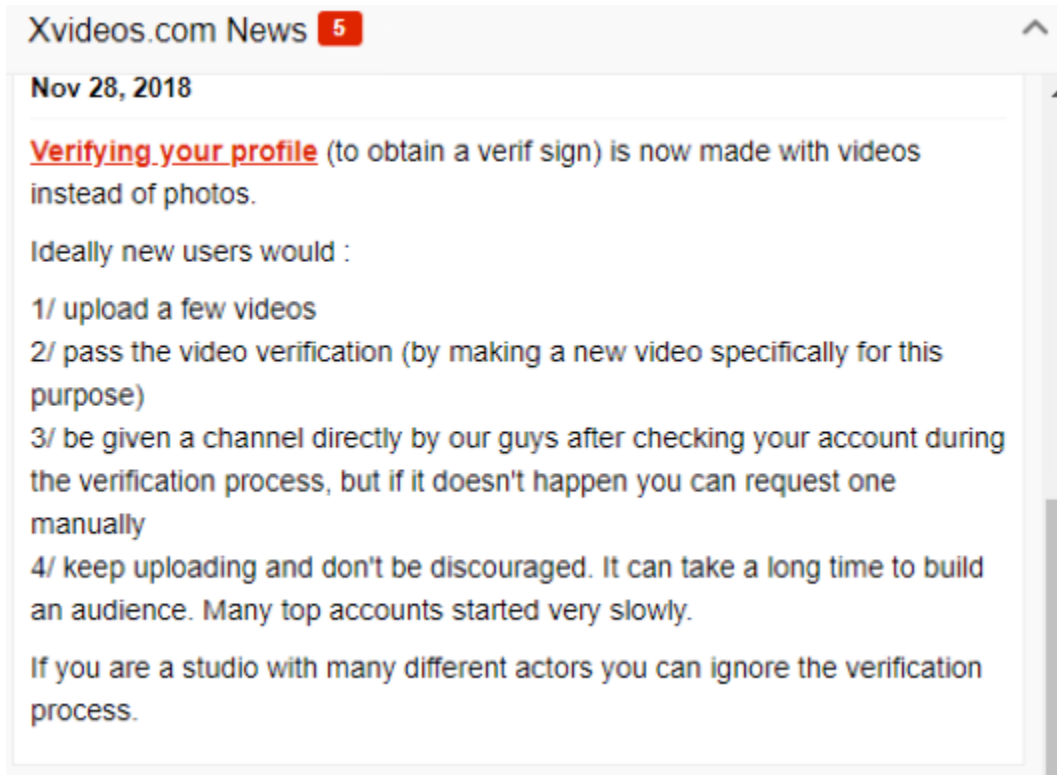 Xvideos.com News 5
Nov 28, 2018
Verifying your profile (to obtain a verif sign) is now made with videos
instead of photos.
Ideally new users would :
1/ upload a few videos
2/ pass the video verification (by making a new video specifically for this
purpose)
3/ be given a channel directly by our guys after checking your account during
the verification process, but if it doesn't happen you can request one
manually
4/ keep uploading and don't be discouraged. It can take a long time to build
an audience. Many top accounts started very slowly.
If you are a studio with many different actors you can ignore the verification
process.